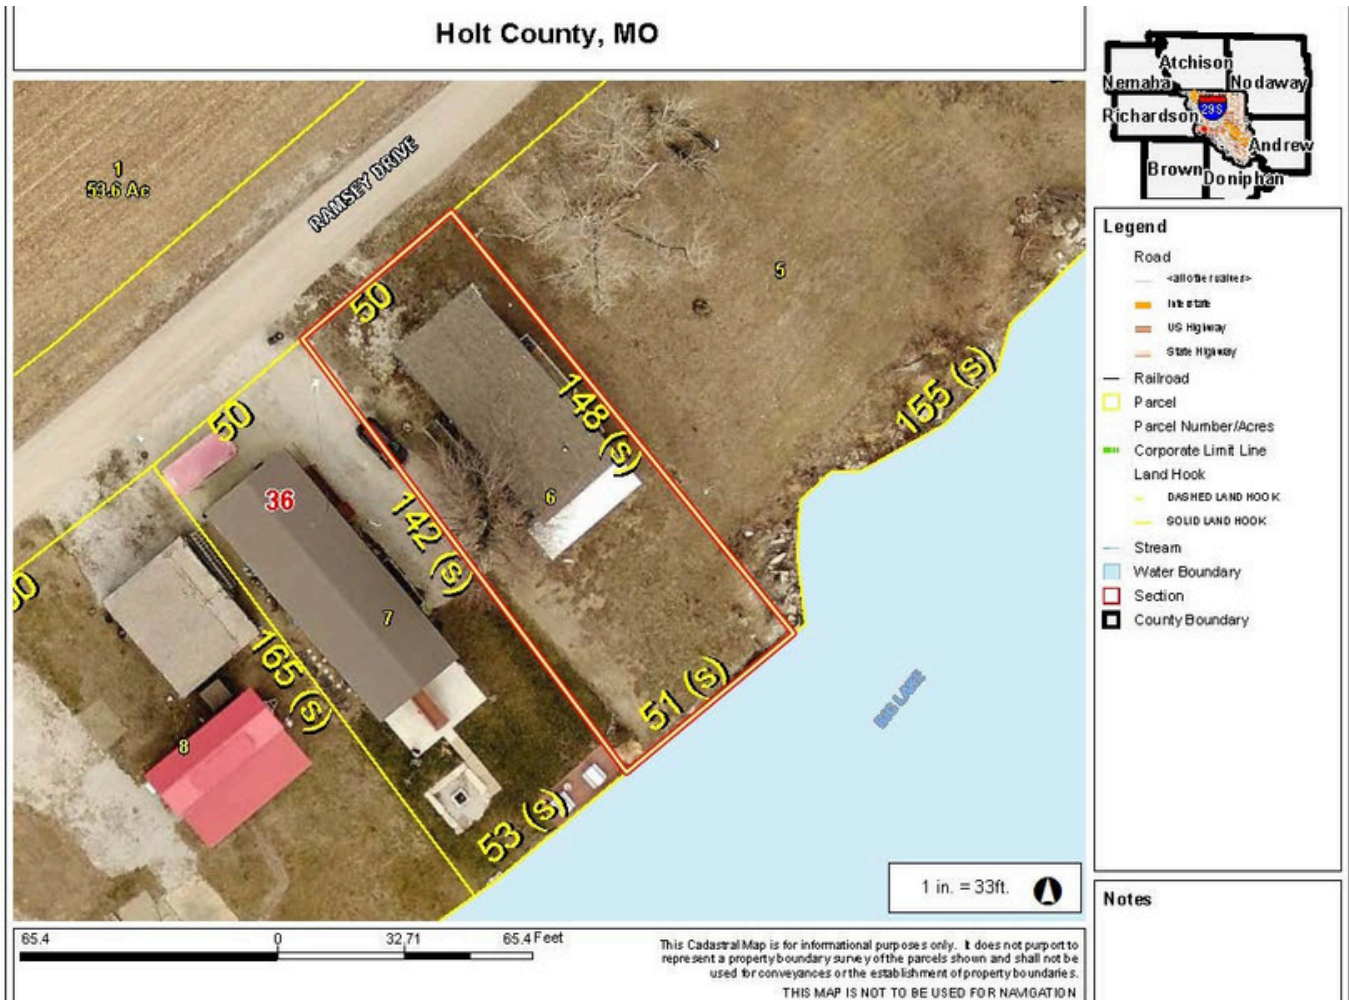 Holt County, MO
1
53.6 Ac
RAMSEY DRIVE
50
5
148 (s)
155 (s)
50
36
142 (s)
6
7
165 (s)
8
51 (s)
53 (s)
BIG LAKE
1 in. = 33ft.
65.4
0
32.71
65.4 Feet
This Cadastral Map is for informational purposes only. It does not purport to
represent a property boundary survey of the parcels shown and shall not be
used for conveyances or the establishment of property boundaries.
THIS MAP IS NOT TO BE USED FOR NAVIGATION
Atchison
Nemaha
Nodaway
29 S
Richardson
Andrew
Brown
Doniphan
Legend
Road
<all other values>
Interstate
US Highway
State Highway
Railroad
Parcel
Parcel Number/Acres
Corporate Limit Line
Land Hook
DASHED LAND HOOK
SOLID LAND HOOK
Stream
Water Boundary
Section
County Boundary
Notes